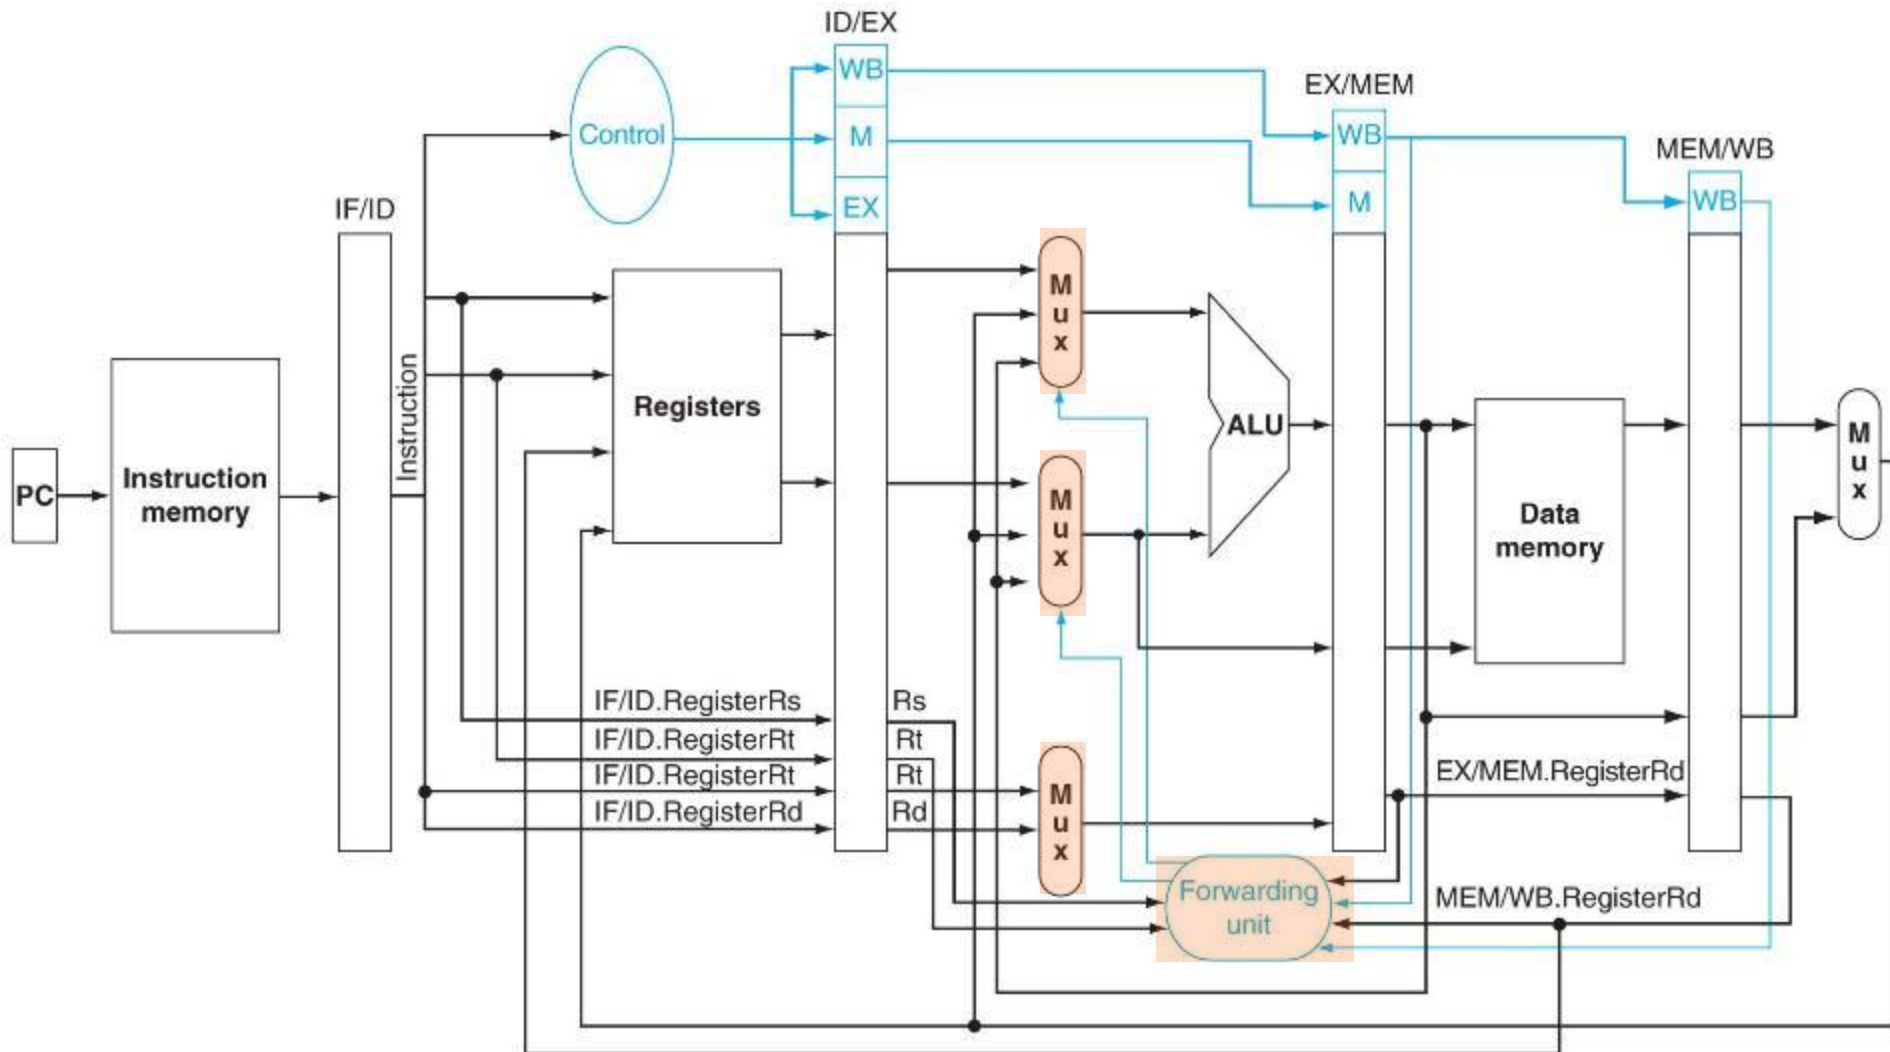 ID/EX
WB
EX/MEM
Control
M
WB
MEM/WB
IF/ID
EX
M
WB
M
u
x
Instruction
Registers
ALU
M
u
x
PC
Instruction
memory
M
u
x
Data
memory
IF/ID.RegisterRs
Rs
IF/ID.RegisterRt
Rt
IF/ID.RegisterRt
Rt
EX/MEM.RegisterRd
IF/ID.RegisterRd
Rd
M
u
x
Forwarding
unit
MEM/WB.RegisterRd